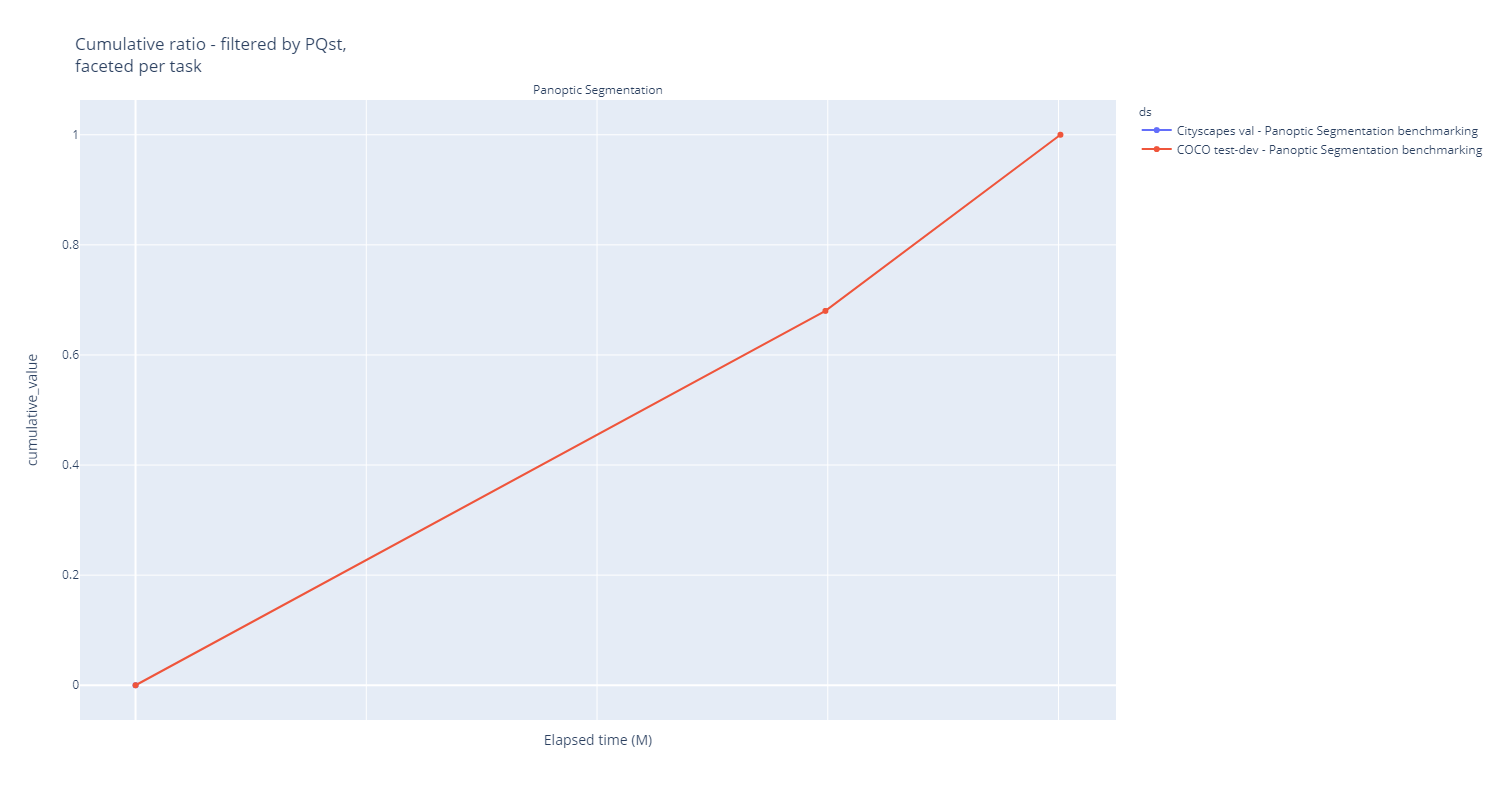 Cumulative ratio - filtered by PQst,
faceted per task
Panoptic Segmentation
ds
Cityscapes val - Panoptic Segmentation benchmarking
COCO test-dev - Panoptic Segmentation benchmarking
1
0.8
0.6
0.4
0.2
0
cumulative_value
Elapsed time (M)